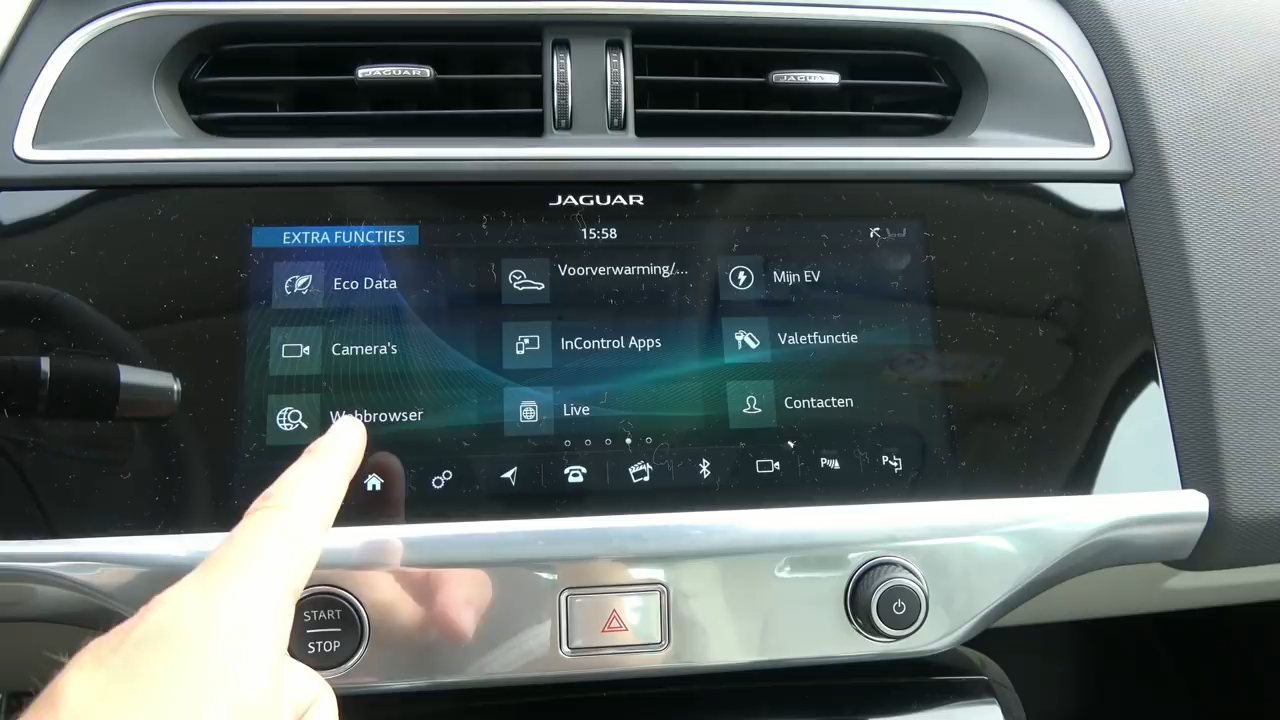 JAGUAR
JAGUAR
JAGUAR
EXTRA FUNCTIES
15:58
Eco Data
Voorverwarming/...
Mijn EV
Camera's
InControl Apps
Valetfunctie
Webbrowser
Live
Contacten
START
STOP